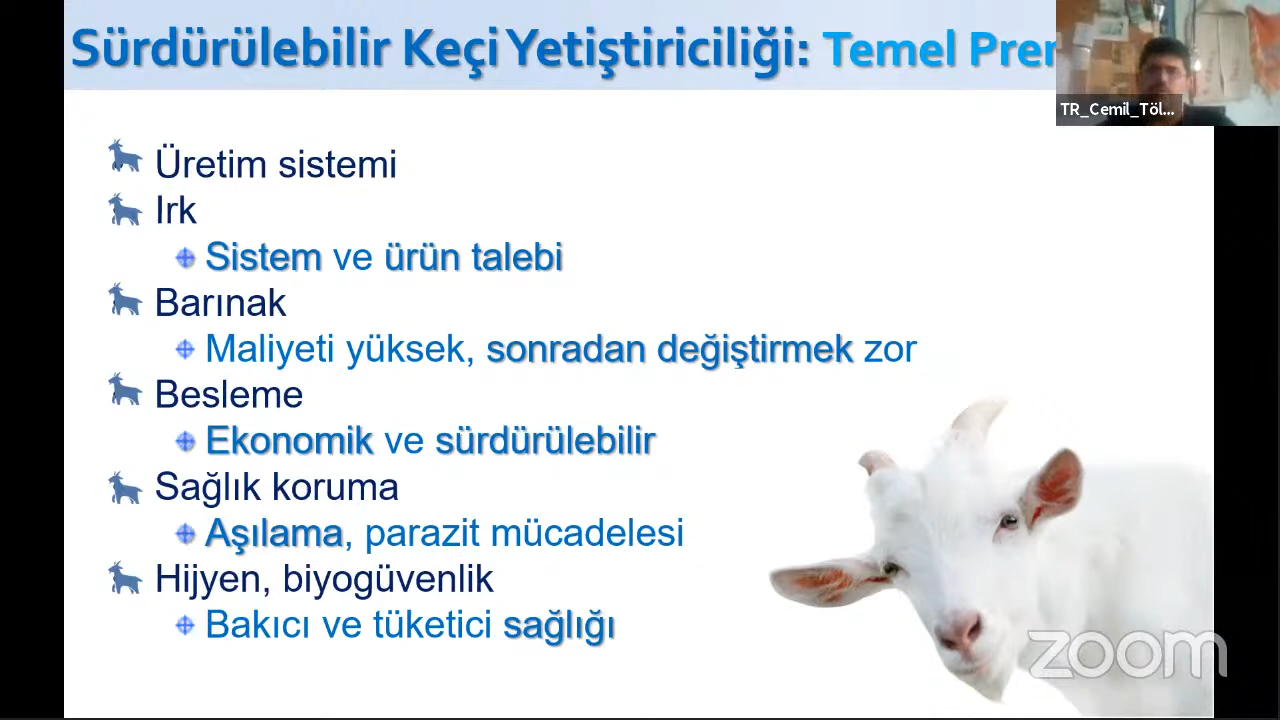 Sürdürülebilir Keçi Yetiştiriciliği: Temel
TR_Cemil_Töl...
Üretim sistemi
Irk
Sistem ve ürün talebi
Barınak
Maliyeti yüksek, sonradan değiştirmek zor
Besleme
Ekonomik ve sürdürülebilir
Sağlık koruma
Aşılama, parazit mücadelesi
Hijyen, biyogüvenlik
Bakıcı ve tüketici sağlığı
zoom